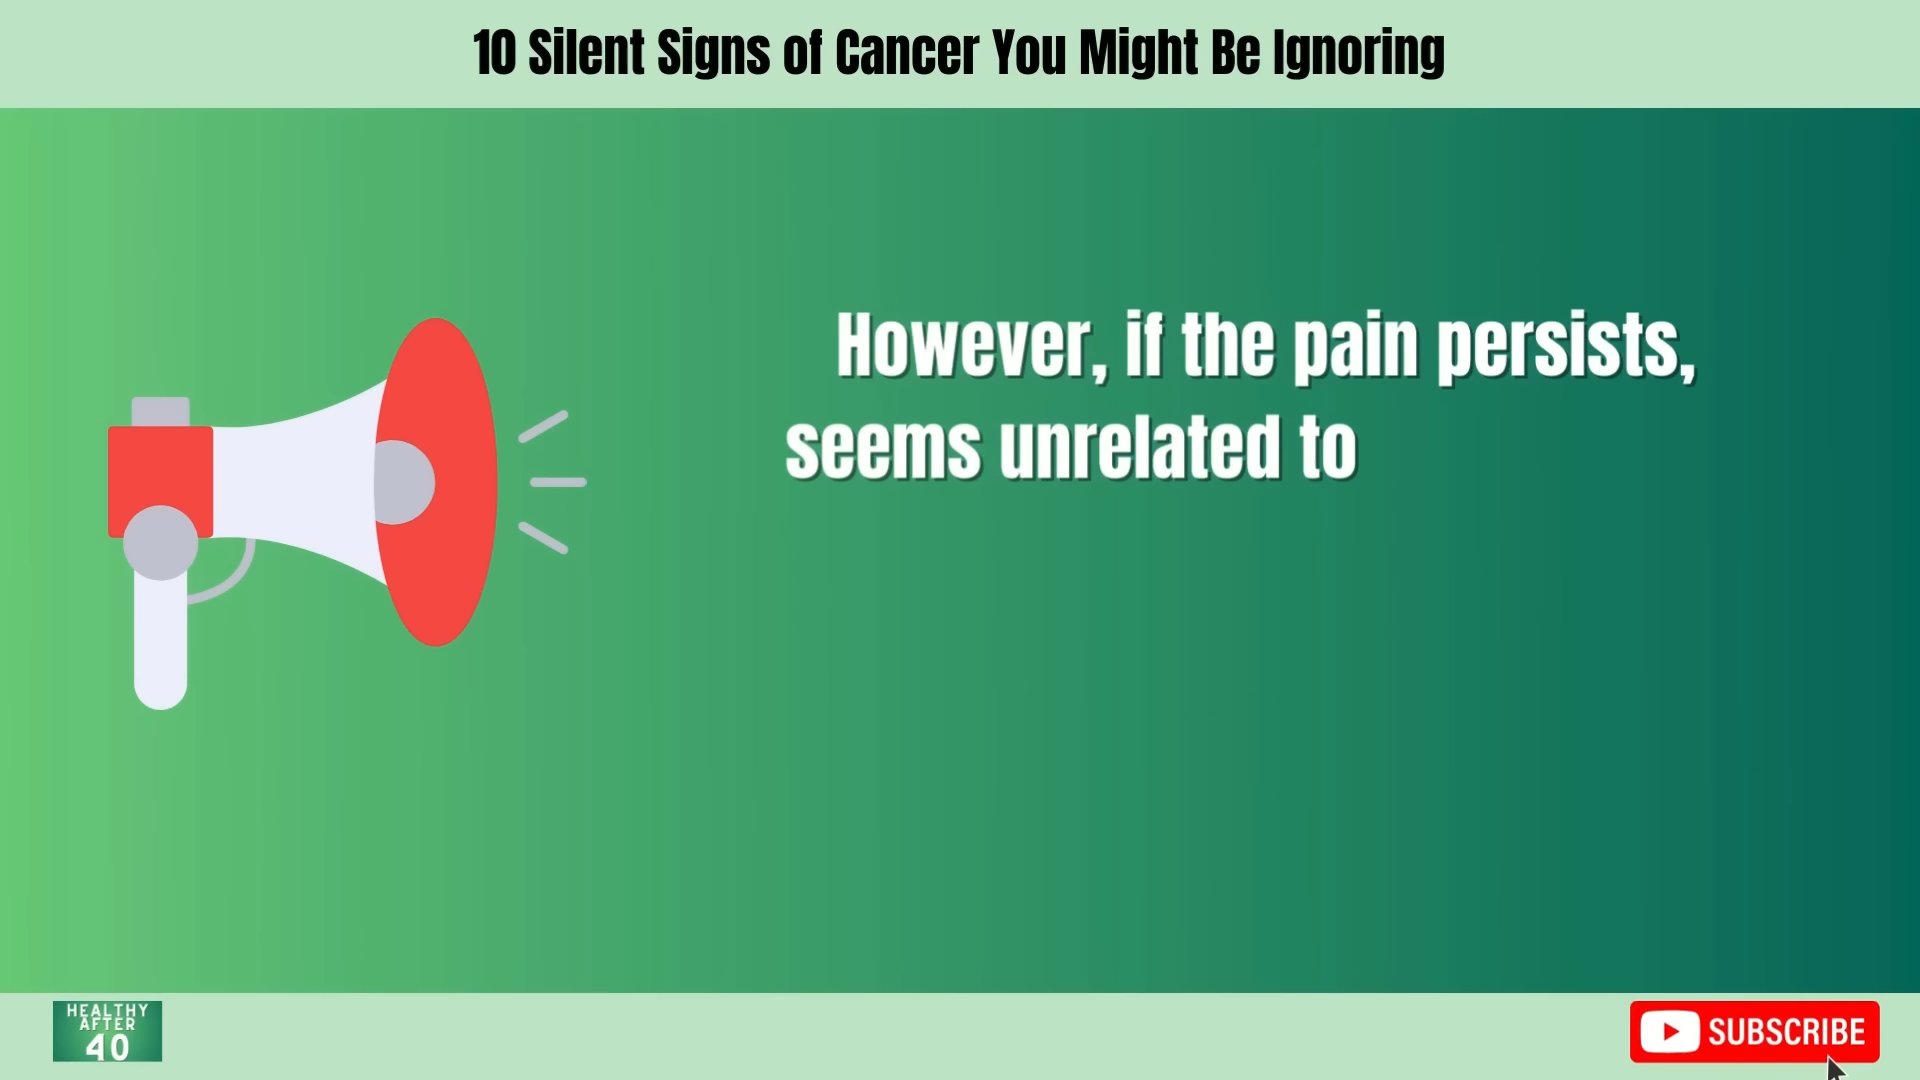 10 Silent Signs of Cancer You Might Be Ignoring
However, if the pain persists,
seems unrelated to
HEALTHY
AFTER
40
SUBSCRIBE